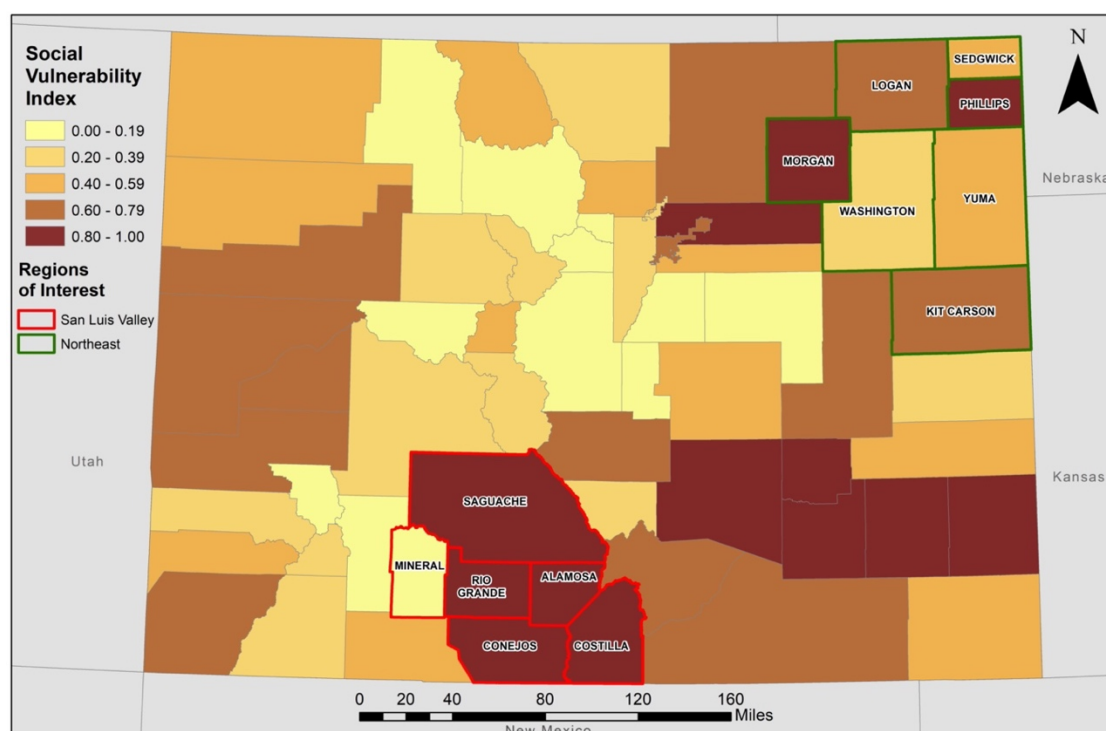 Social
Vulnerability
Index
0.00 - 0.19
0.20 - 0.39
0.40 - 0.59
0.60 - 0.79
0.80 - 1.00
Regions
of Interest
San Luis Valley
Northeast
N
SEDGWICK
LOGAN
PHILLIPS
MORGAN
Nebraska
WASHINGTON
YUMA
KIT CARSON
Utah
Kansas
SAGUACHE
MINERAL
RIO
GRANDE
ALAMOSA
CONEJOS
COSTILLA
0 20 40 80 120 160
Miles
New Mexico